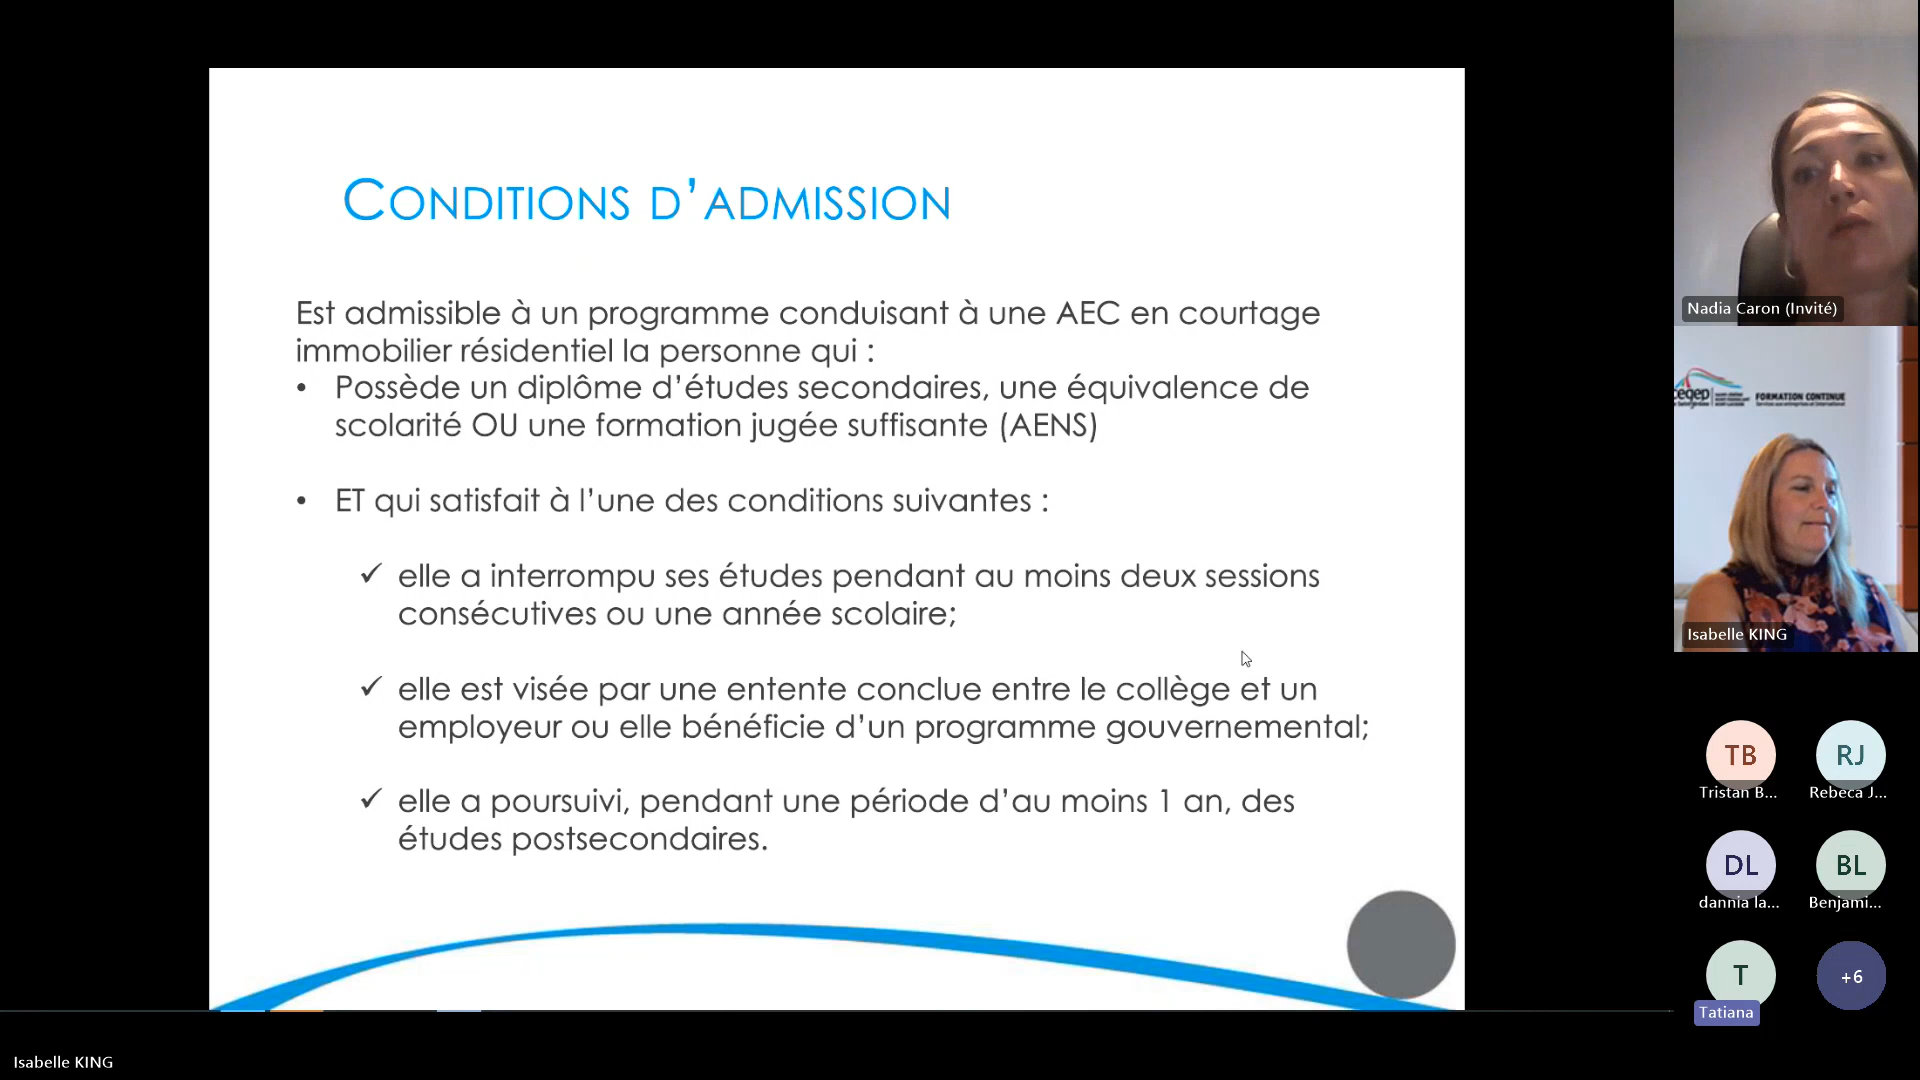 CONDITIONS D’ADMISSION
Est admissible à un programme conduisant à une AEC en courtage
immobilier résidentiel la personne qui :
• Possède un diplôme d’études secondaires, une équivalence de
scolarité OU une formation jugée suffisante (AENS)
• ET qui satisfait à l’une des conditions suivantes :
✓ elle a interrompu ses études pendant au moins deux sessions
consécutives ou une année scolaire;
✓ elle est visée par une entente conclue entre le collège et un
employeur ou elle bénéficie d’un programme gouvernemental;
✓ elle a poursuivi, pendant une période d’au moins 1 an, des
études postsecondaires.
Nadia Caron (Invité)
cegep
FORMATION CONTINUE
Isabelle KING
TB
Tristan B...
RJ
Rebeca J...
DL
dannia la...
BL
Benjami...
T
Tatiana
+6
Isabelle KING